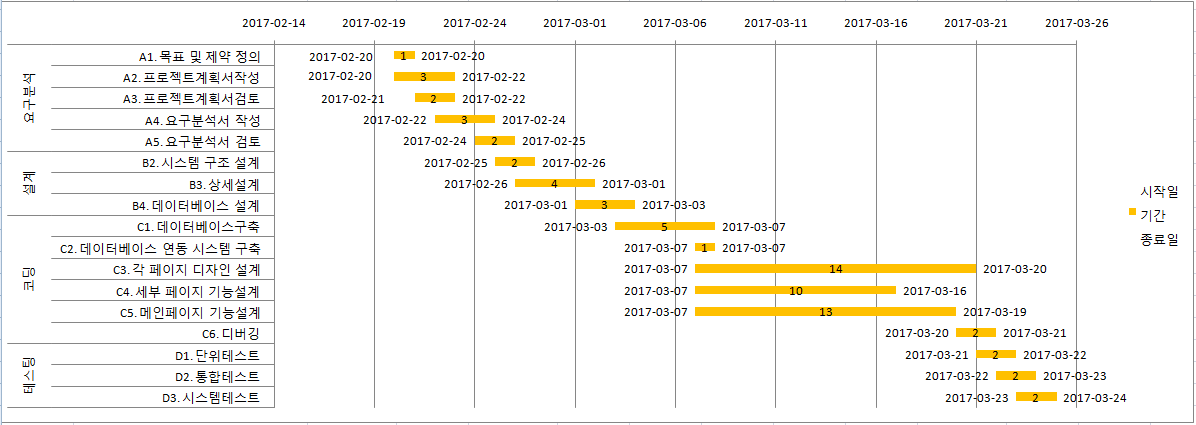 2017-02-14 2017-02-19 2017-02-24 2017-03-01 2017-03-06 2017-03-11 2017-03-16 2017-03-21 2017-03-26
요구분석
A1. 목표 및 제약 정의 2017-02-20 1 2017-02-20
A2. 프로젝트계획서작성 2017-02-20 3 2017-02-22
A3. 프로젝트계획서검토 2017-02-21 2 2017-02-22
A4. 요구분석서 작성 2017-02-22 3 2017-02-24
A5. 요구분석서 검토 2017-02-24 2 2017-02-25
설계
B2. 시스템 구조 설계 2017-02-25 2 2017-02-26
B3. 상세설계 2017-02-26 4 2017-03-01
B4. 데이터베이스 설계 2017-03-01 3 2017-03-03
코딩
C1. 데이터베이스구축 2017-03-03 5 2017-03-07
C2. 데이터베이스 연동 시스템 구축 2017-03-07 1 2017-03-07
C3. 각 페이지 디자인 설계 2017-03-07 14 2017-03-20
C4. 세부 페이지 기능설계 2017-03-07 10 2017-03-16
C5. 메인페이지 기능설계 2017-03-07 13 2017-03-19
C6. 디버깅 2017-03-20 2 2017-03-21
테스팅
D1. 단위테스트 2017-03-21 2 2017-03-22
D2. 통합테스트 2017-03-22 2 2017-03-23
D3. 시스템테스트 2017-03-23 2 2017-03-24
시작일
기간
종료일